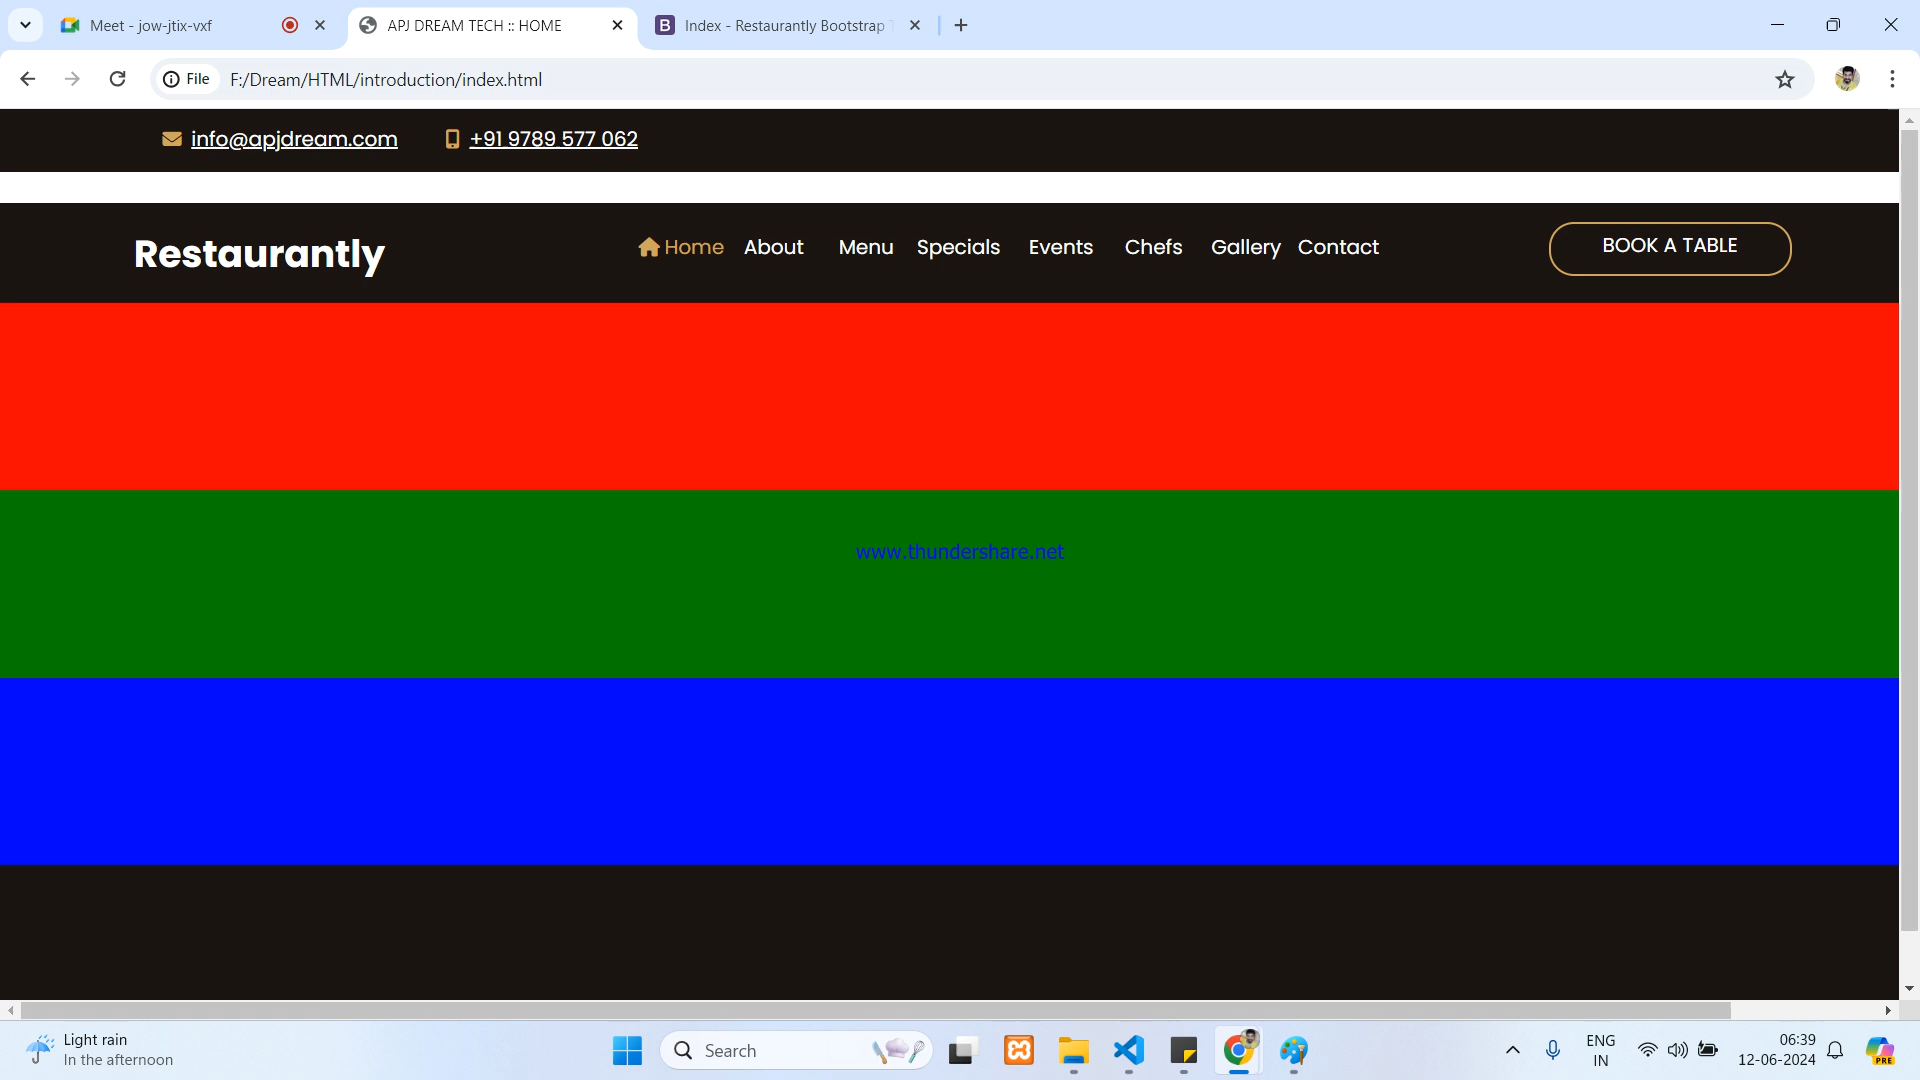 Meet - jow-jtix-vxf
APJ DREAM TECH :: HOME
B Index - Restaurantly Bootstrap
File F:/Dream/HTML/introduction/index.html
info@apjdream.com +91 9789 577 062
Restaurantly Home About Menu Specials Events Chefs Gallery Contact BOOK A TABLE
www.thundershare.net
Light rain
In the afternoon
Search
ENG
IN
06:39
12-06-2024
PRE